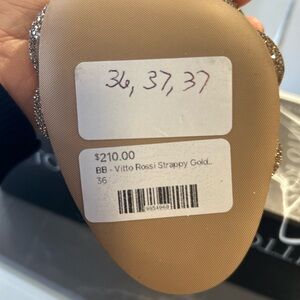 36, 37, 37
$210.00
BB - Vitto Rossi Strappy Gold...
36